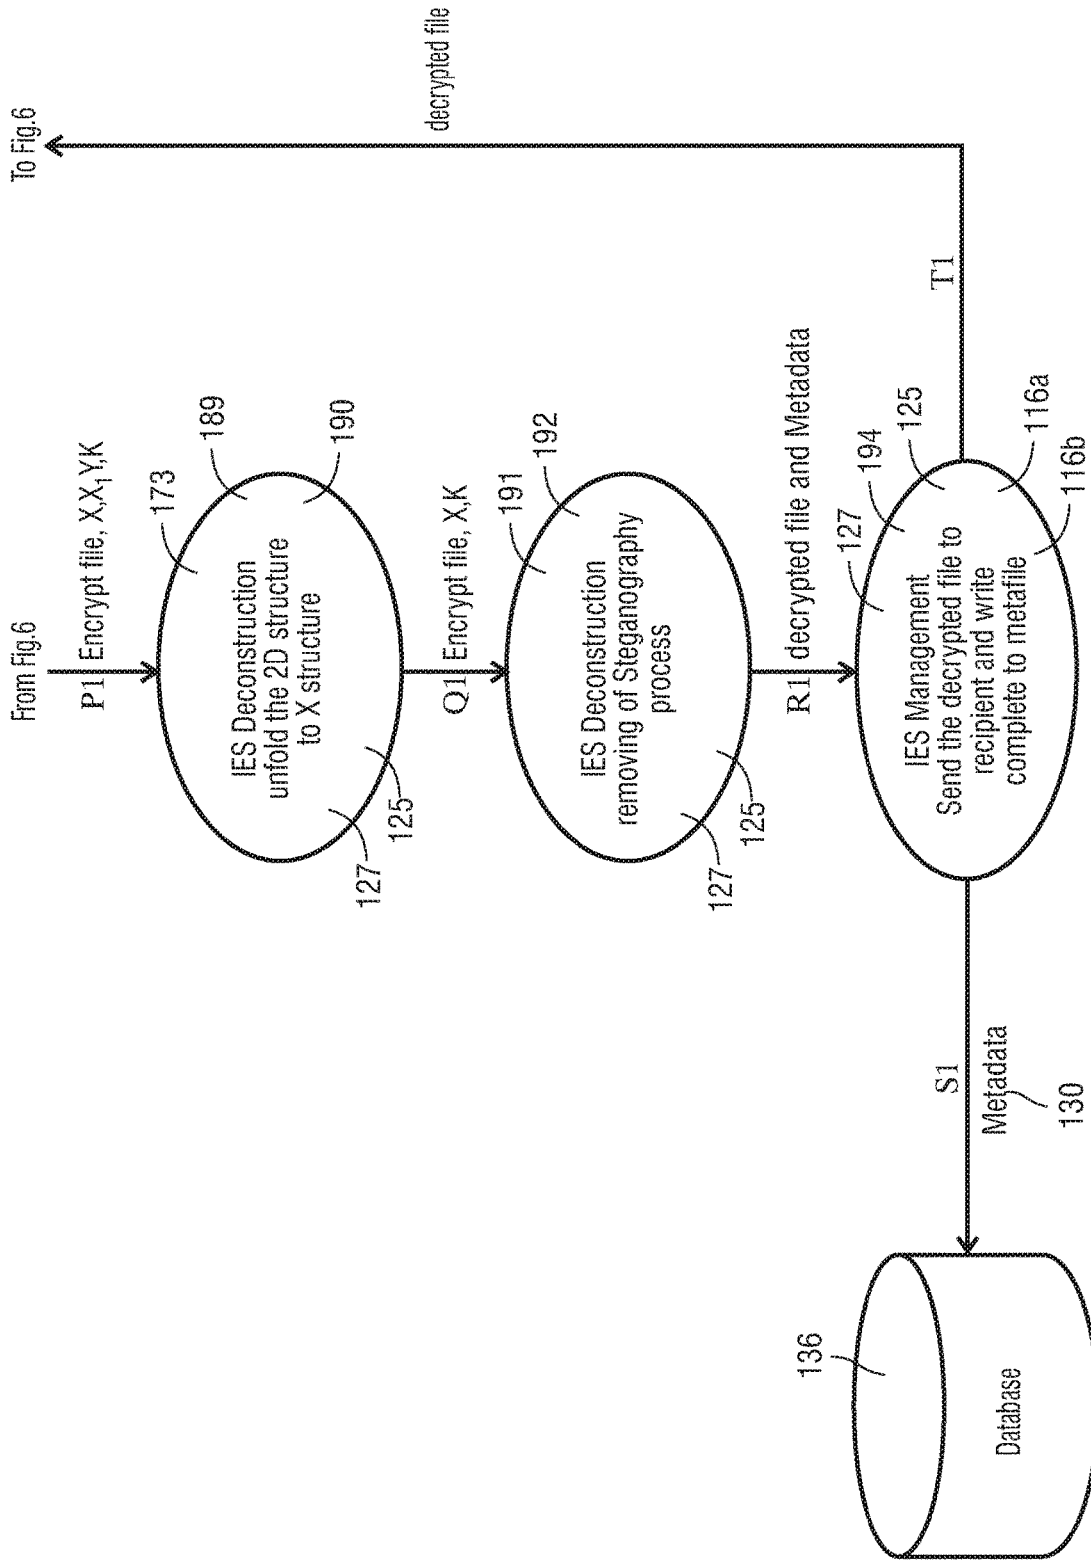 From Fig.6
To Fig.6
P1
Encrypt file, X,X₁Y,K
decrypted file
173
189
190
IES Deconstruction
unfold the 2D structure
to X structure
127
125
Q1
Encrypt file, X,K
191
192
IES Deconstruction
removing of Steganography
process
127
125
R1
decrypted file and Metadata
127
194
125
116a
116b
IES Management
Send the decrypted file to
recipient and write
complete to metafile
T1
S1
Metadata
130
136
Database